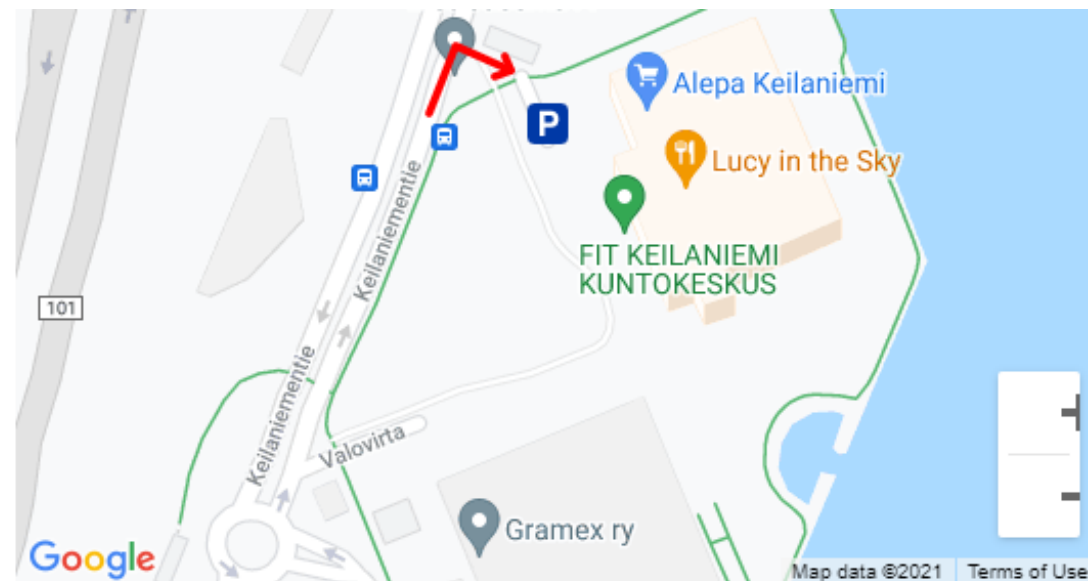 P
Alepa Keilaniemi
Lucy in the Sky
Keilaniementie
FIT KEILANIEMI
KUNTOKESKUS
101
Keilaniementie
Valovirta
Gramex ry
Google
Map data ©2021
Terms of Use